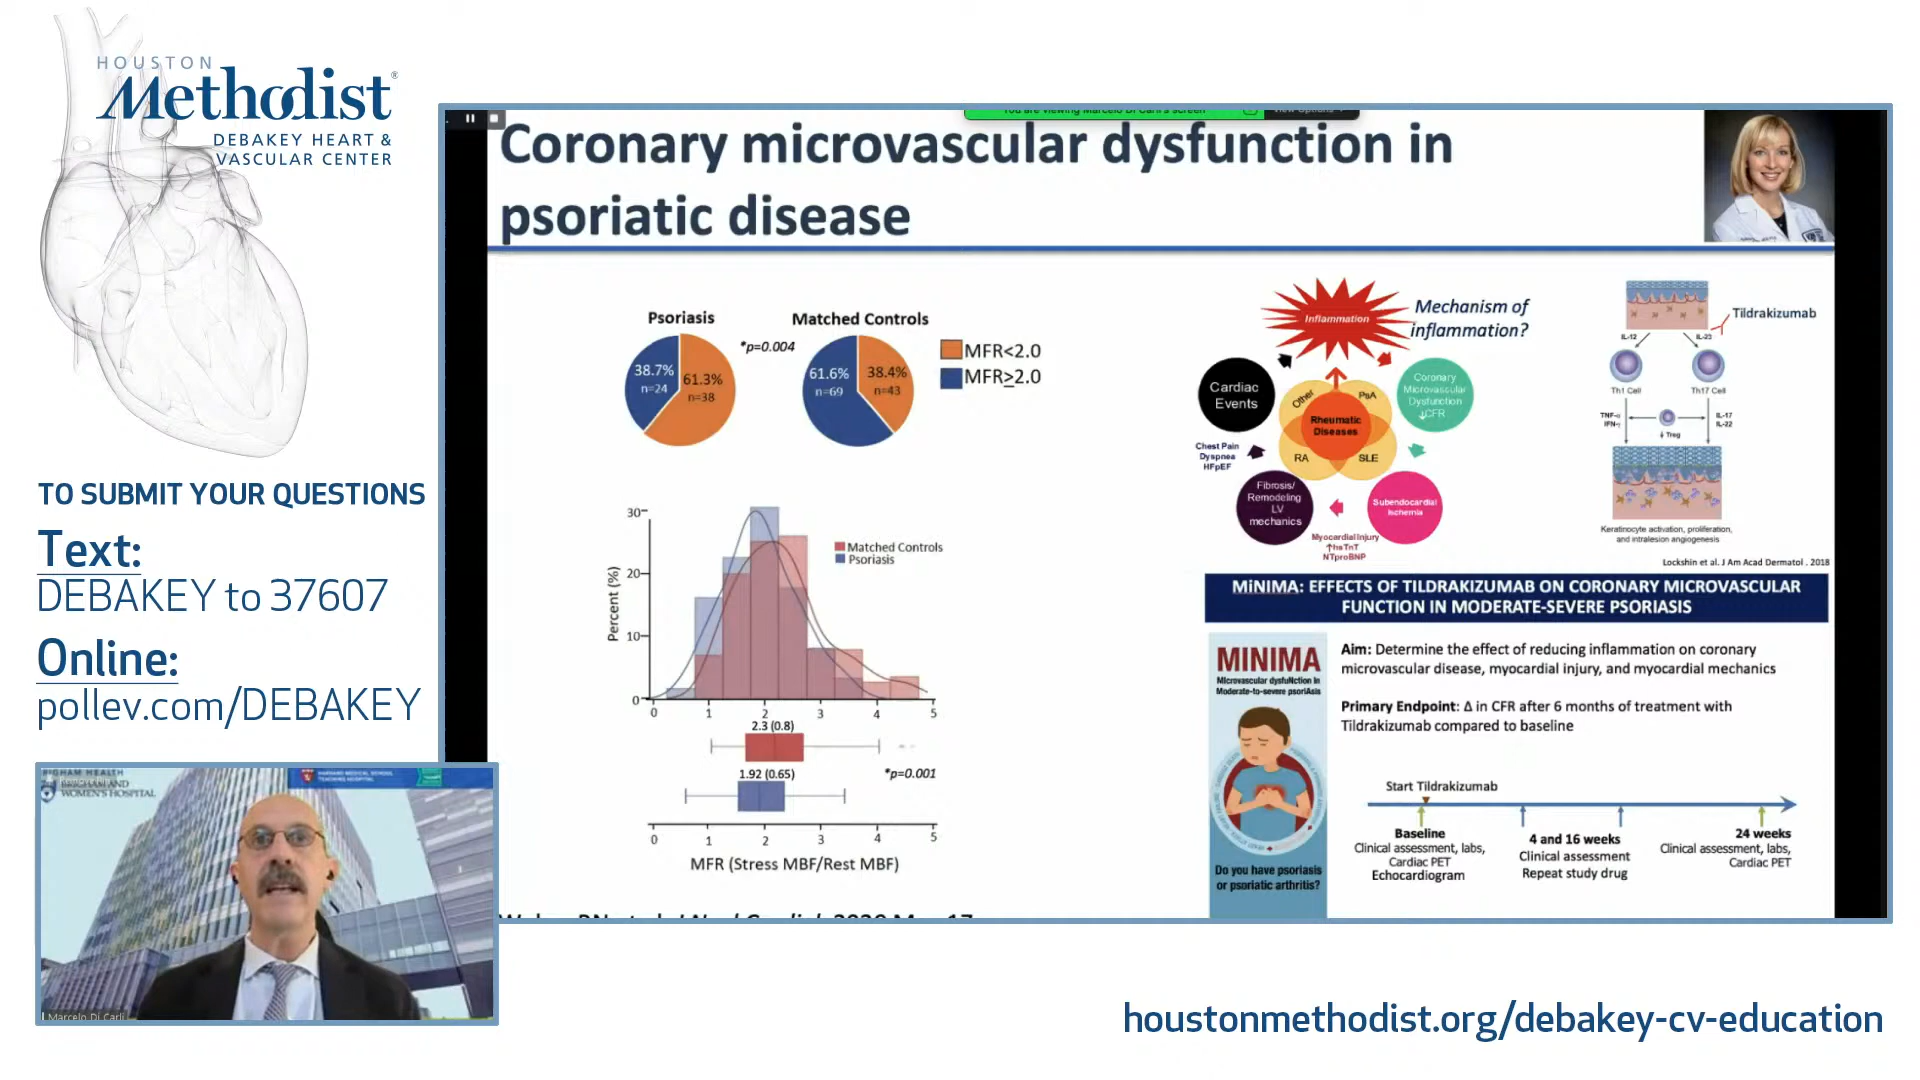 HOUSTON
Methodist®
DEBAKEY HEART &
VASCULAR CENTER
TO SUBMIT YOUR QUESTIONS
Text:
DEBAKEY to 37607
Online:
pollev.com/DEBAKEY
BRIGHAM HEALTH
BRIGHAM AND
WOMEN'S HOSPITAL
HARVARD MEDICAL SCHOOL
TEACHING HOSPITAL
Marcelo Di Carli
You are viewing Marcelo Di Carli's screen
View Options
Coronary microvascular dysfunction in
psoriatic disease
Psoriasis
Matched Controls
*p=0.004
38.7%
n=24
61.3%
n=38
61.6%
n=69
38.4%
n=43
MFR<2.0
MFR≥2.0
Percent (%)
30
20
10
0
Matched Controls
Psoriasis
0 1 2 3 4 5
2.3 (0.8)
1.92 (0.65)
*p=0.001
0 1 2 3 4 5
MFR (Stress MBF/Rest MBF)
2020 Mar 17
Inflammation
Mechanism of
inflammation?
Cardiac
Events
Coronary
Microvascular
Dysfunction
↓CFR
Other
PsA
Rheumatic
Diseases
RA
SLE
Chest Pain
Dyspnea
HFpEF
Fibrosis/
Remodeling
LV
mechanics
Subendocardial
Ischemia
Myocardial Injury
↑hsTnT
NTproBNP
Tildrakizumab
IL-12
IL-23
Th1 Cell
Th17 Cell
TNF-α
IFN-γ
IL-17
IL-22
↓ Treg
Keratinocyte activation, proliferation,
and intralesion angiogenesis
Lockshin et al. J Am Acad Dermatol . 2018
MiNIMA: EFFECTS OF TILDRAKIZUMAB ON CORONARY MICROVASCULAR
FUNCTION IN MODERATE-SEVERE PSORIASIS
MINIMA
MIcrovascular dysfuNction in
Moderate-to-severe psoriAsis
Do you have psoriasis
or psoriatic arthritis?
Aim: Determine the effect of reducing inflammation on coronary
microvascular disease, myocardial injury, and myocardial mechanics
Primary Endpoint: Δ in CFR after 6 months of treatment with
Tildrakizumab compared to baseline
Start Tildrakizumab
Baseline
Clinical assessment, labs,
Cardiac PET
Echocardiogram
4 and 16 weeks
Clinical assessment
Repeat study drug
24 weeks
Clinical assessment, labs,
Cardiac PET
houstonmethodist.org/debakey-cv-education